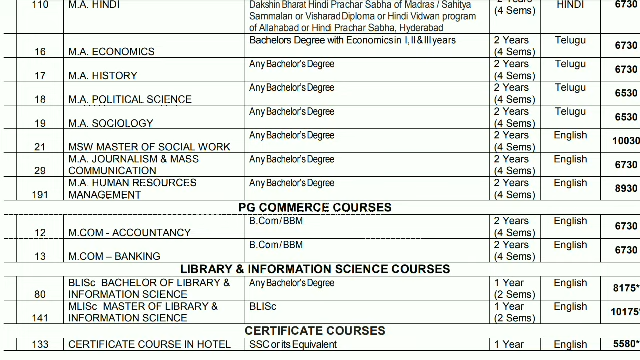 110 M.A. HINDI Dakshin Bharat Hindi Prachar Sabha of Madras / Sahitya (4 Sems) HINDI 6730
Sammalan or Visharad Diploma or Hindi Vidwan program
of Allahabad or Hindi Prachar Sabha, Hyderabad
16 M.A. ECONOMICS Bachelors Degree with Economics in I, II & III years 2 Years (4 Sems) Telugu 6730
17 M.A. HISTORY Any Bachelor's Degree 2 Years (4 Sems) Telugu 6730
18 M.A. POLITICAL SCIENCE Any Bachelor's Degree 2 Years (4 Sems) Telugu 6530
19 M.A. SOCIOLOGY Any Bachelor's Degree 2 Years (4 Sems) Telugu 6530
21 MSW MASTER OF SOCIAL WORK Any Bachelor's Degree 2 Years (4 Sems) English 10030
29 M.A. JOURNALISM & MASS COMMUNICATION Any Bachelor's Degree 2 Years (4 Sems) English 6730
191 M.A. HUMAN RESOURCES MANAGEMENT Any Bachelor's Degree 2 Years (4 Sems) English 8930
PG COMMERCE COURSES
12 M.COM - ACCOUNTANCY B.Com/BBM 2 Years (4 Sems) English 6730
13 M.COM – BANKING B.Com/BBM 2 Years (4 Sems) English 6730
LIBRARY & INFORMATION SCIENCE COURSES
80 BLISc BACHELOR OF LIBRARY & INFORMATION SCIENCE Any Bachelor's Degree 1 Year (2 Sems) English 8175*
141 MLISc MASTER OF LIBRARY & INFORMATION SCIENCE BLISc 1 Year (2 Sems) English 10175*
CERTIFICATE COURSES
133 CERTIFICATE COURSE IN HOTEL SSC or its Equivalent 1 Year English 5580*